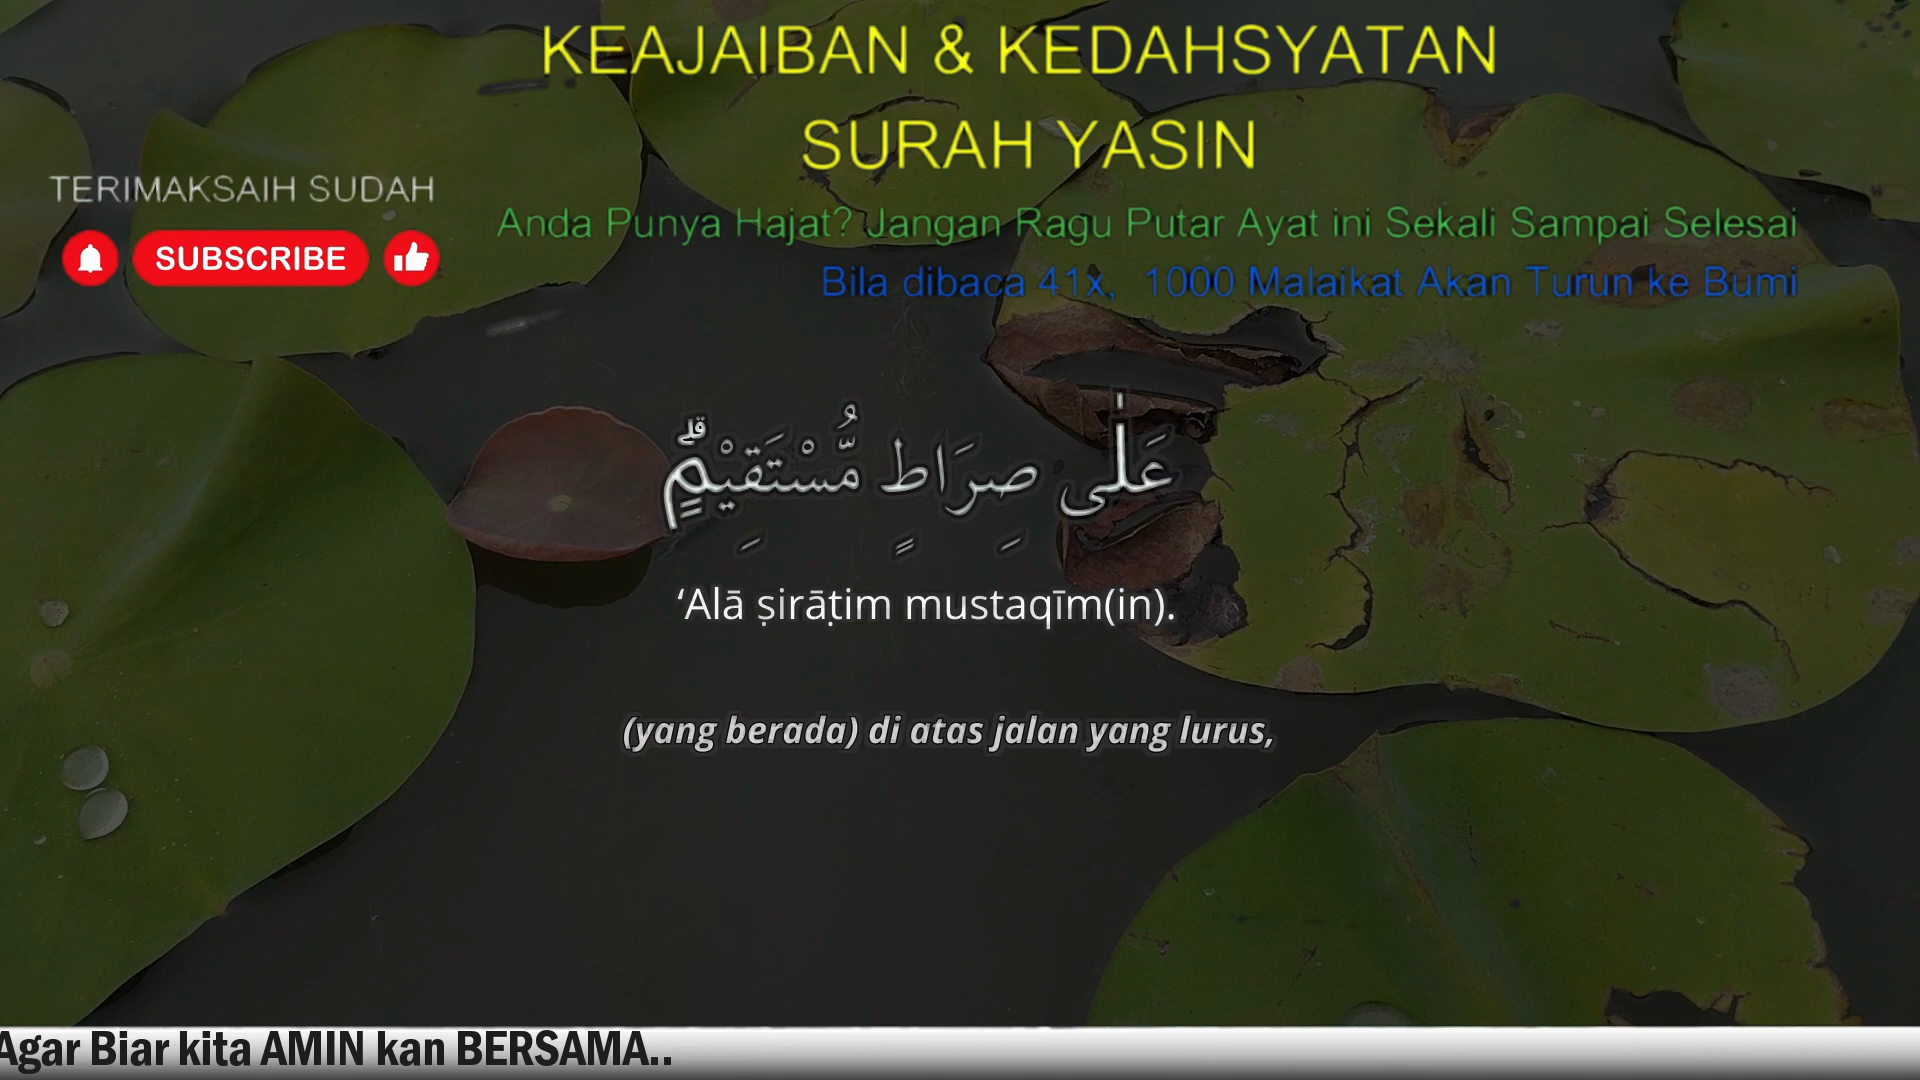 KEAJAIBAN & KEDAHSYATAN
SURAH YASIN
TERIMAKSAIH SUDAH
SUBSCRIBE
Anda Punya Hajat? Jangan Ragu Putar Ayat ini Sekali Sampai Selesai
Bila dibaca 41x, 1000 Malaikat Akan Turun ke Bumi
عَلٰى صِرَاطٍ مُّسْتَقِيْمٍۗ
‘Alā ṣirāṭim mustaqīm(in).
(yang berada) di atas jalan yang lurus,
Agar Biar kita AMIN kan BERSAMA..